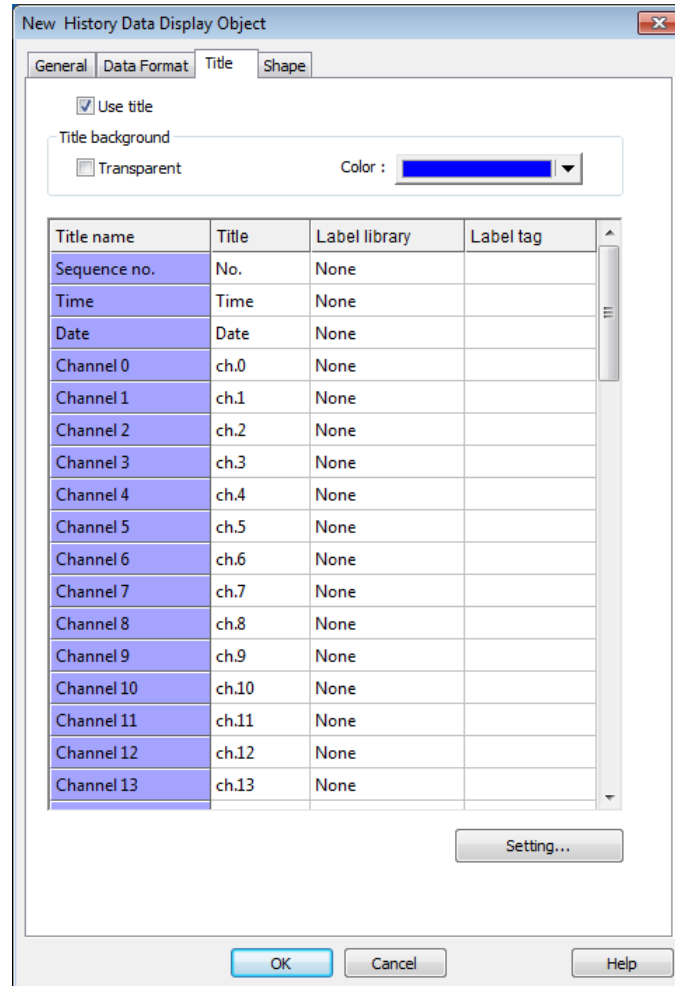 New History Data Display Object
General Data Format Title Shape
Use title
Title background
Transparent Color :
Title name Title Label library Label tag
Sequence no. No. None
Time Time None
Date Date None
Channel 0 ch.0 None
Channel 1 ch.1 None
Channel 2 ch.2 None
Channel 3 ch.3 None
Channel 4 ch.4 None
Channel 5 ch.5 None
Channel 6 ch.6 None
Channel 7 ch.7 None
Channel 8 ch.8 None
Channel 9 ch.9 None
Channel 10 ch.10 None
Channel 11 ch.11 None
Channel 12 ch.12 None
Channel 13 ch.13 None
Setting...
OK Cancel Help